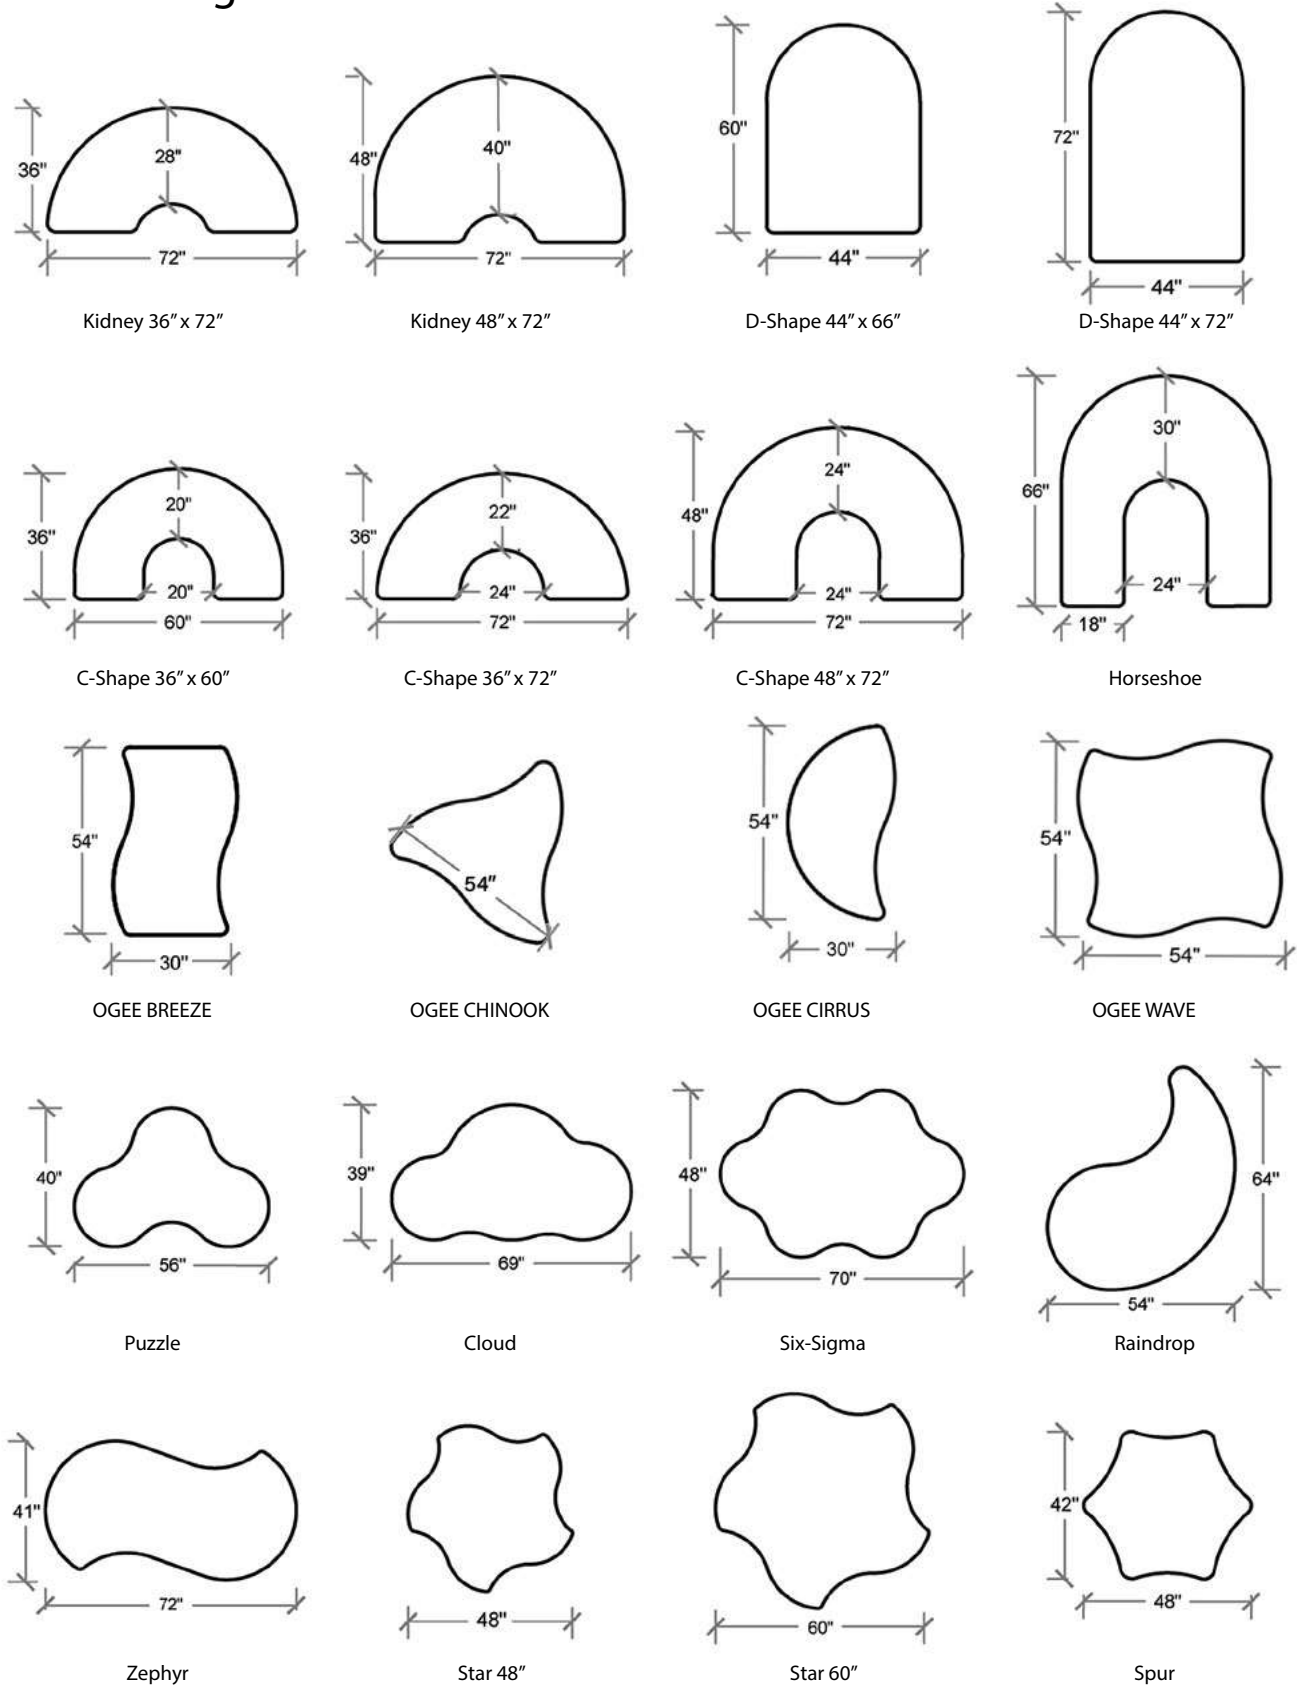 36"
28"
72"
48"
40"
72"
60"
44"
72"
44"
Kidney 36” x 72”
Kidney 48” x 72”
D-Shape 44” x 66”
D-Shape 44” x 72”
36"
20"
20"
60"
36"
22"
24"
72"
48"
24"
24"
72"
66"
30"
24"
18"
C-Shape 36” x 60”
C-Shape 36” x 72”
C-Shape 48” x 72”
Horseshoe
54"
30"
54"
54"
30"
54"
54"
OGEE BREEZE
OGEE CHINOOK
OGEE CIRRUS
OGEE WAVE
40"
56"
39"
69"
48"
70"
64"
54"
Puzzle
Cloud
Six-Sigma
Raindrop
41"
72"
48"
60"
42"
48"
Zephyr
Star 48”
Star 60”
Spur